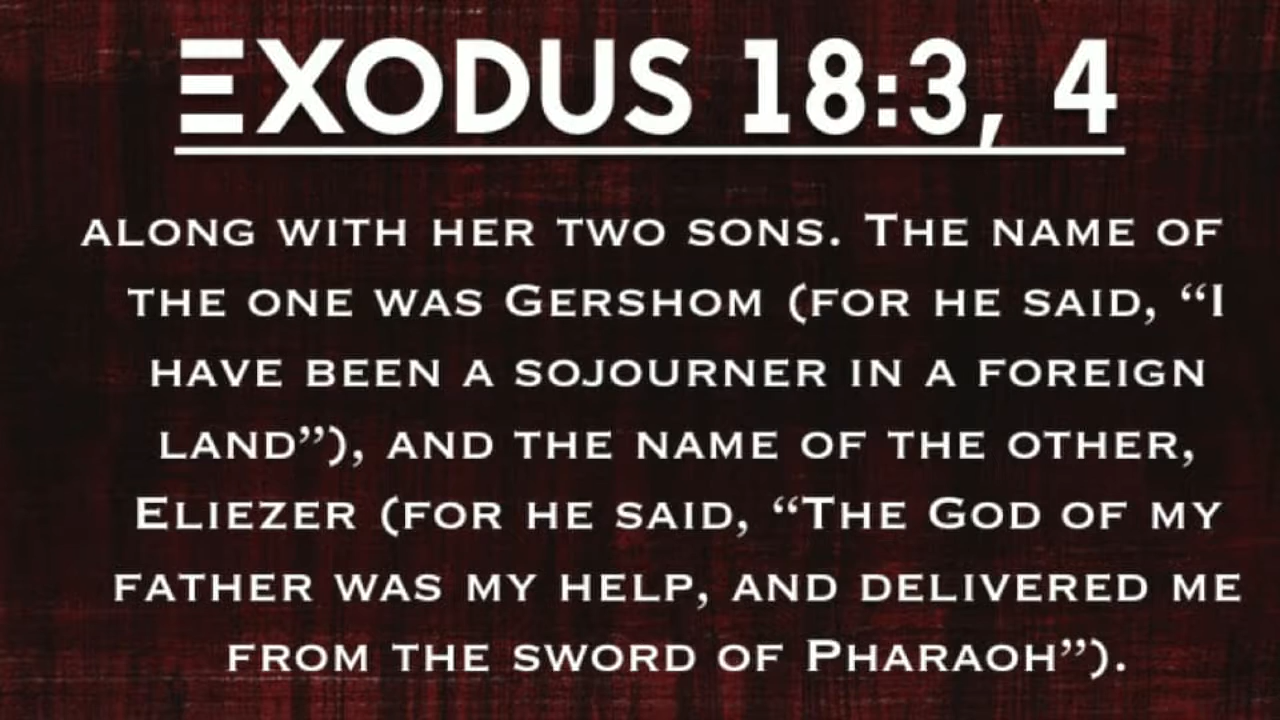 EXODUS 18:3, 4
ALONG WITH HER TWO SONS. THE NAME OF
THE ONE WAS GERSHOM (FOR HE SAID, “I
HAVE BEEN A SOJOURNER IN A FOREIGN
LAND”), AND THE NAME OF THE OTHER,
ELIEZER (FOR HE SAID, “THE GOD OF MY
FATHER WAS MY HELP, AND DELIVERED ME
FROM THE SWORD OF PHARAOH”).